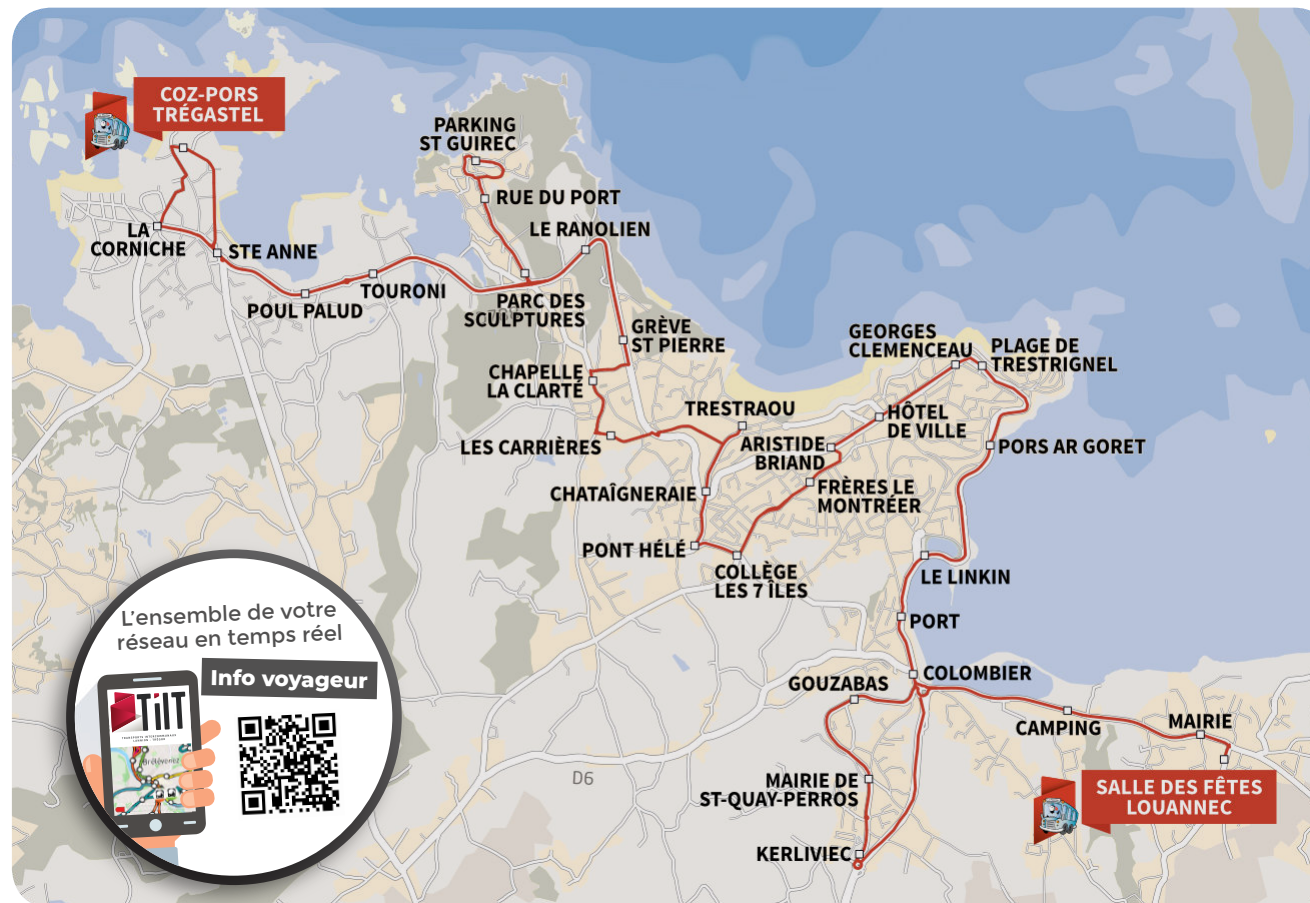 COZ-PORS
TRÉGASTEL
PARKING
ST GUIREC
RUE DU PORT
LE RANOLIEN
LA
CORNICHE
STE ANNE
POUL PALUD
TOURONI
PARC DES
SCULPTURES
GRÈVE
ST PIERRE
GEORGES
CLEMENCEAU
PLAGE DE
TRESTRIGNEL
CHAPELLE
LA CLARTÉ
TRESTRAOU
HÔTEL
DE VILLE
LES CARRIÈRES
ARISTIDE
BRIAND
PORS AR GORET
CHATAÎGNERAIE
FRÈRES LE
MONTRÉER
PONT HÉLÉ
COLLÈGE
LES 7 ÎLES
LE LINKIN
PORT
COLOMBIER
GOUZABAS
CAMPING
MAIRIE
D6
MAIRIE DE
ST-QUAY-PERROS
SALLE DES FÊTES
LOUANNEC
KERLIVIEC
L'ensemble de votre
réseau en temps réel
Info voyageur
TILT
Brélévenez